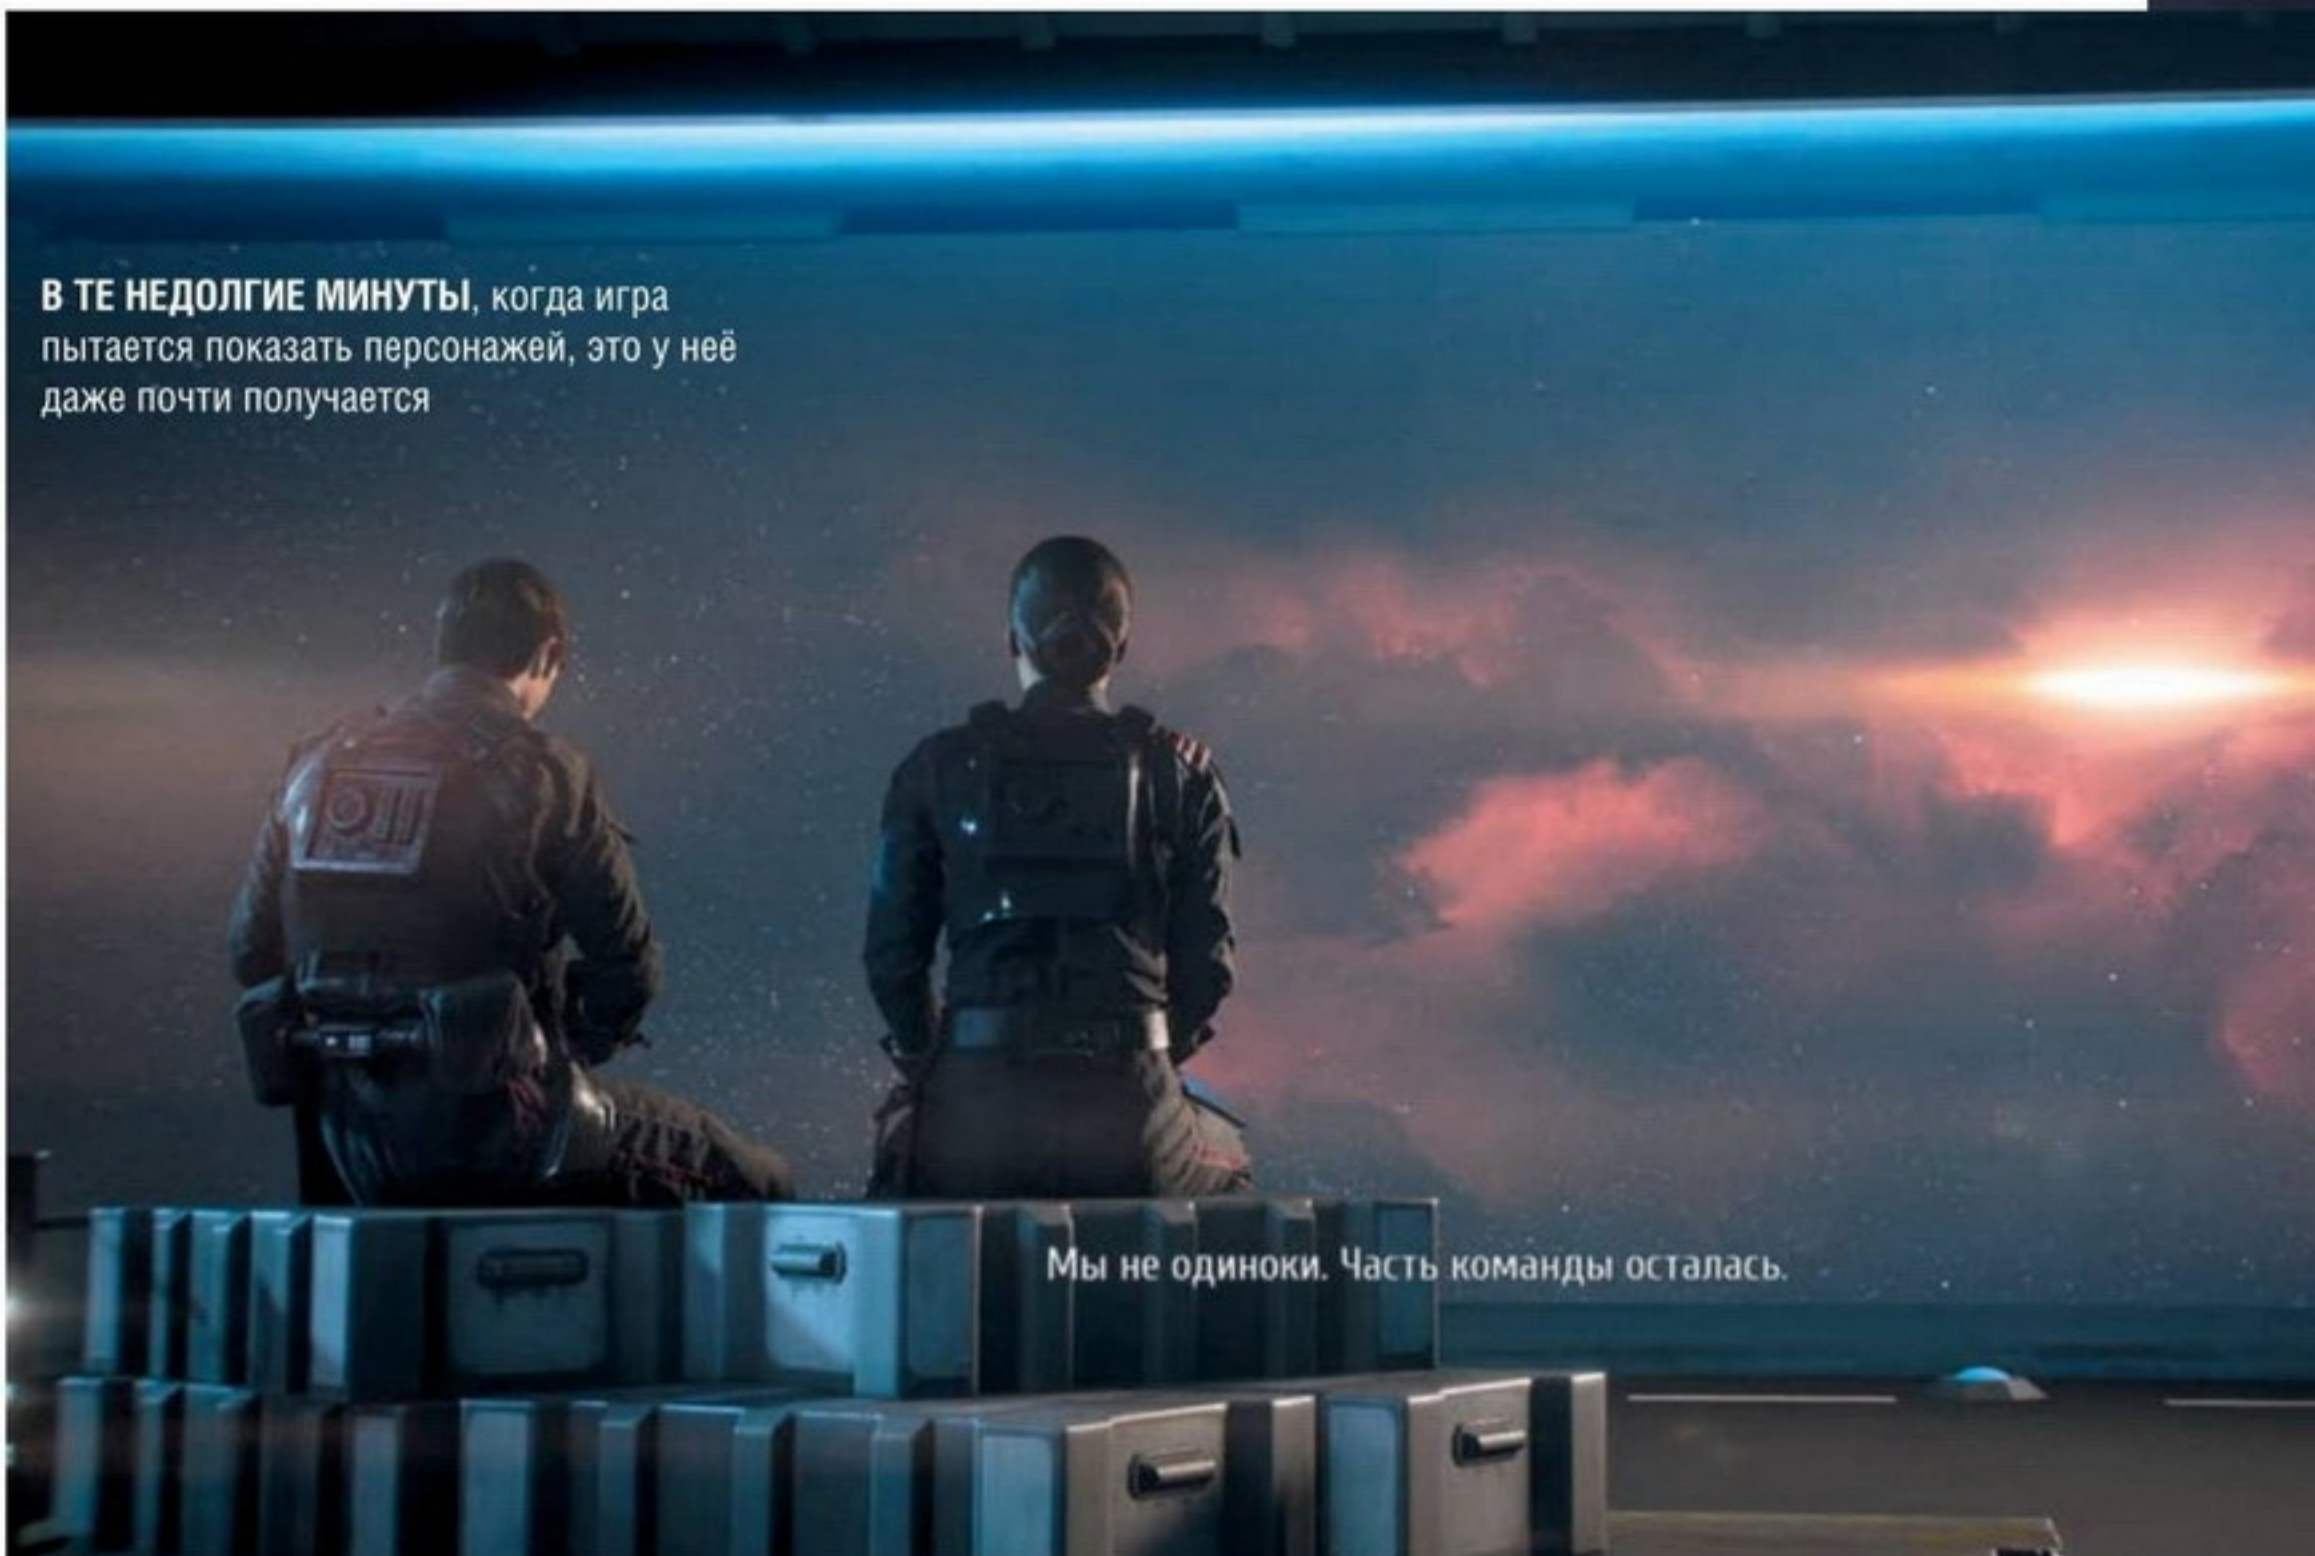 В ТЕ НЕДОЛГИЕ МИНУТЫ, когда игра
пытается показать персонажей, это у неё
даже почти получается
Мы не одиноки. Часть команды осталась.